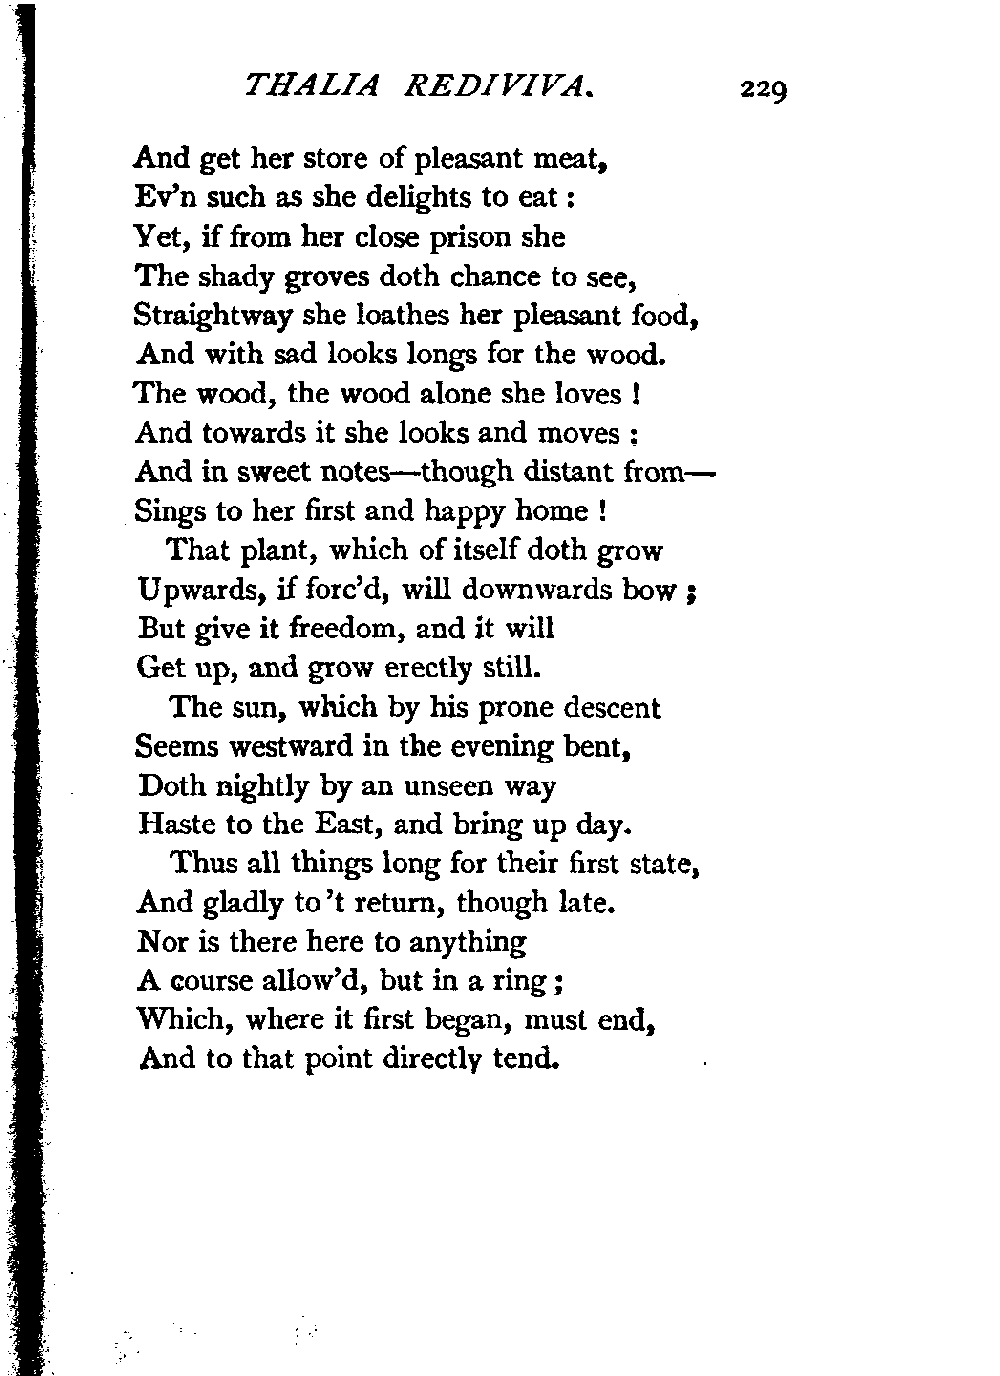 THALIA REDIVIVA. 229
And get her store of pleasant meat,
Ev'n such as she delights to eat :
Yet, if from her close prison she
The shady groves doth chance to see,
Straightway she loathes her pleasant food,
And with sad looks longs for the wood.
The wood, the wood alone she loves !
And towards it she looks and moves :
And in sweet notes—though distant from—
Sings to her first and happy home !
That plant, which of itself doth grow
Upwards, if forc'd, will downwards bow ;
But give it freedom, and it will
Get up, and grow erectly still.
The sun, which by his prone descent
Seems westward in the evening bent,
Doth nightly by an unseen way
Haste to the East, and bring up day.
Thus all things long for their first state,
And gladly to 't return, though late.
Nor is there here to anything
A course allow'd, but in a ring ;
Which, where it first began, must end,
And to that point directly tend.